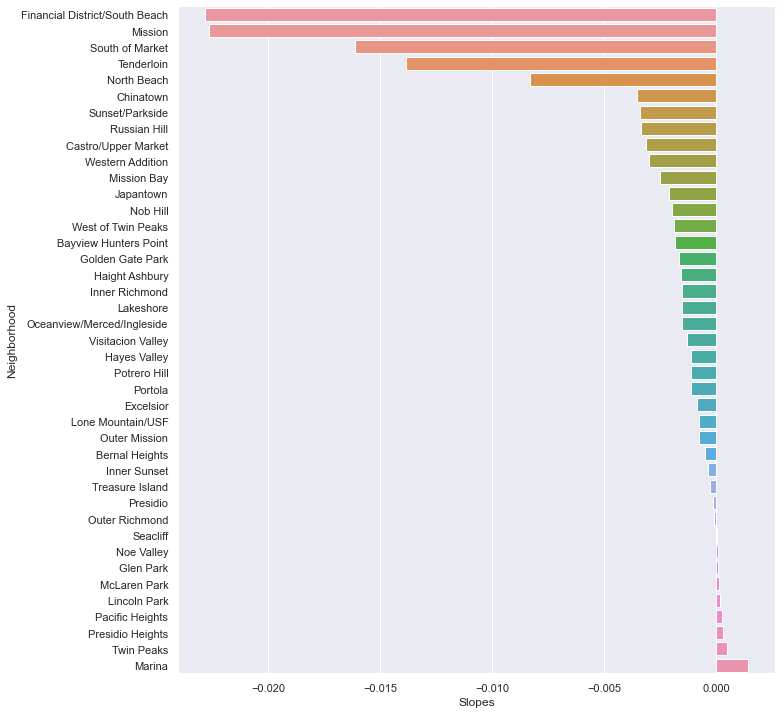 Financial District/South Beach
Mission
South of Market
Tenderloin
North Beach
Chinatown
Sunset/Parkside
Russian Hill
Castro/Upper Market
Western Addition
Mission Bay
Japantown
Nob Hill
West of Twin Peaks
Bayview Hunters Point
Golden Gate Park
Haight Ashbury
Inner Richmond
Lakeshore
Oceanview/Merced/Ingleside
Visitacion Valley
Hayes Valley
Potrero Hill
Portola
Excelsior
Lone Mountain/USF
Outer Mission
Bernal Heights
Inner Sunset
Treasure Island
Presidio
Outer Richmond
Seacliff
Noe Valley
Glen Park
McLaren Park
Lincoln Park
Pacific Heights
Presidio Heights
Twin Peaks
Marina
Neighborhood
−0.020 −0.015 −0.010 −0.005 0.000
Slopes